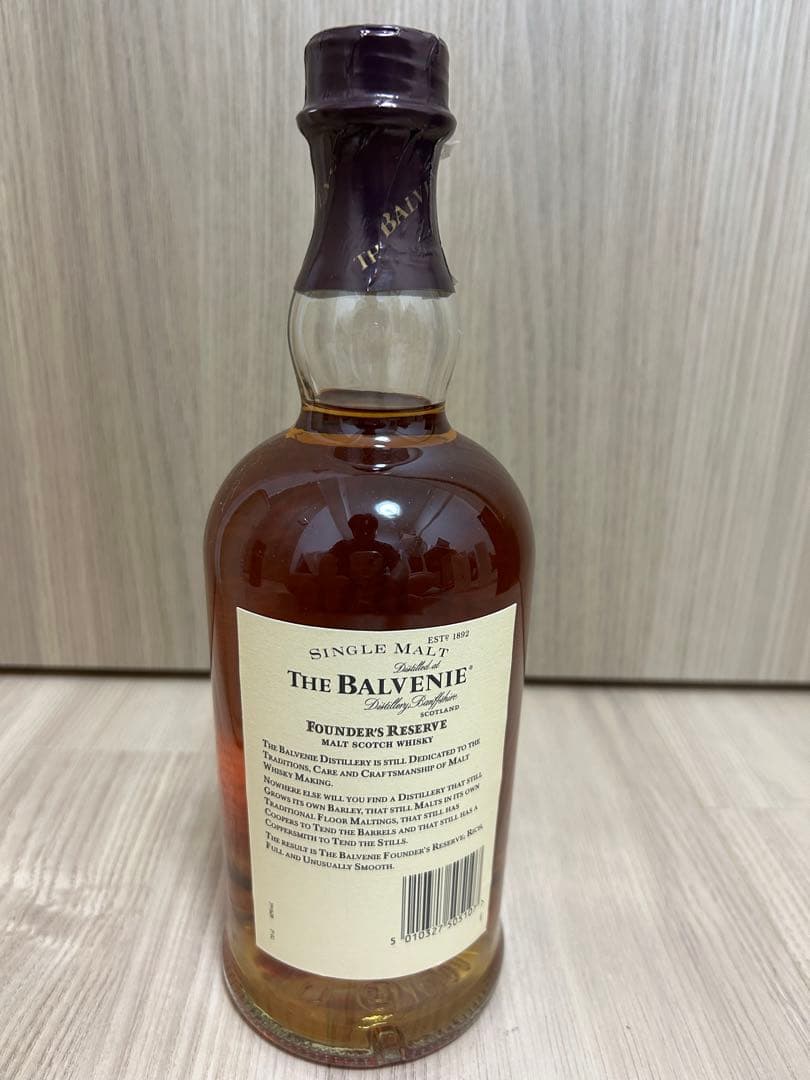 TH BALV
EST⁰ 1892
SINGLE MALT
Distilled at
THE BALVENIE®
Distillery, Banffshire
SCOTLAND
FOUNDER'S RESERVE
MALT SCOTCH WHISKY
THE BALVENIE DISTILLERY IS STILL DEDICATED TO THE
TRADITIONS, CARE AND CRAFTSMANSHIP OF MALT
WHISKY MAKING.
NOWHERE ELSE WILL YOU FIND A DISTILLERY THAT STILL
GROWS ITS OWN BARLEY, THAT STILL MALTS IN ITS OWN
TRADITIONAL FLOOR MALTINGS, THAT STILL HAS
COOPERS TO TEND THE BARRELS AND THAT STILL HAS A
COPPERSMITH TO TEND THE STILLS.
THE RESULT IS THE BALVENIE FOUNDER'S RESERVE; RICH,
FULL AND UNUSUALLY SMOOTH.